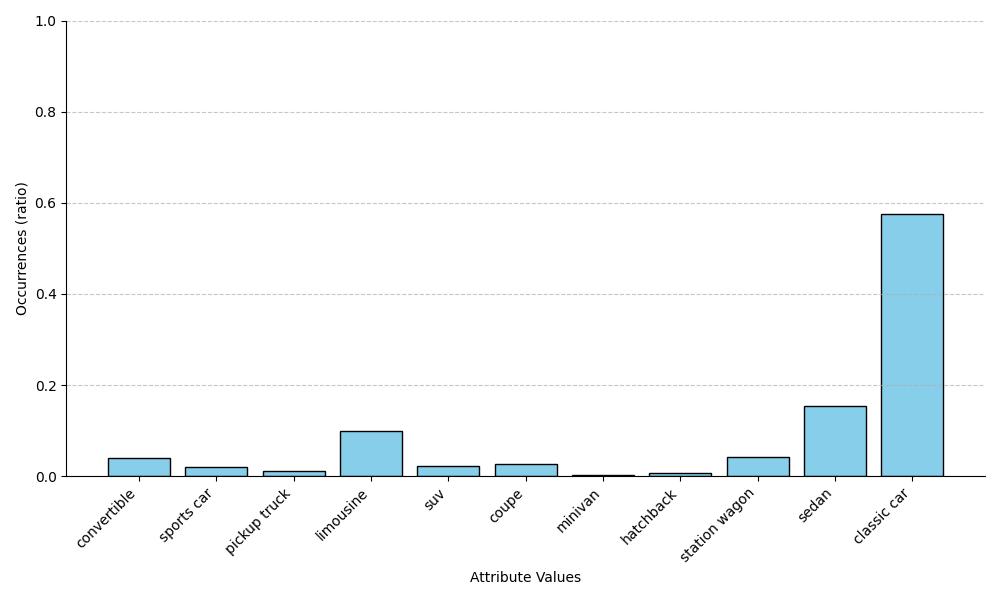 1.0
0.8
0.6
0.4
0.2
0.0
Occurrences (ratio)
convertible
sports car
pickup truck
limousine
suv
coupe
minivan
hatchback
station wagon
sedan
classic car
Attribute Values